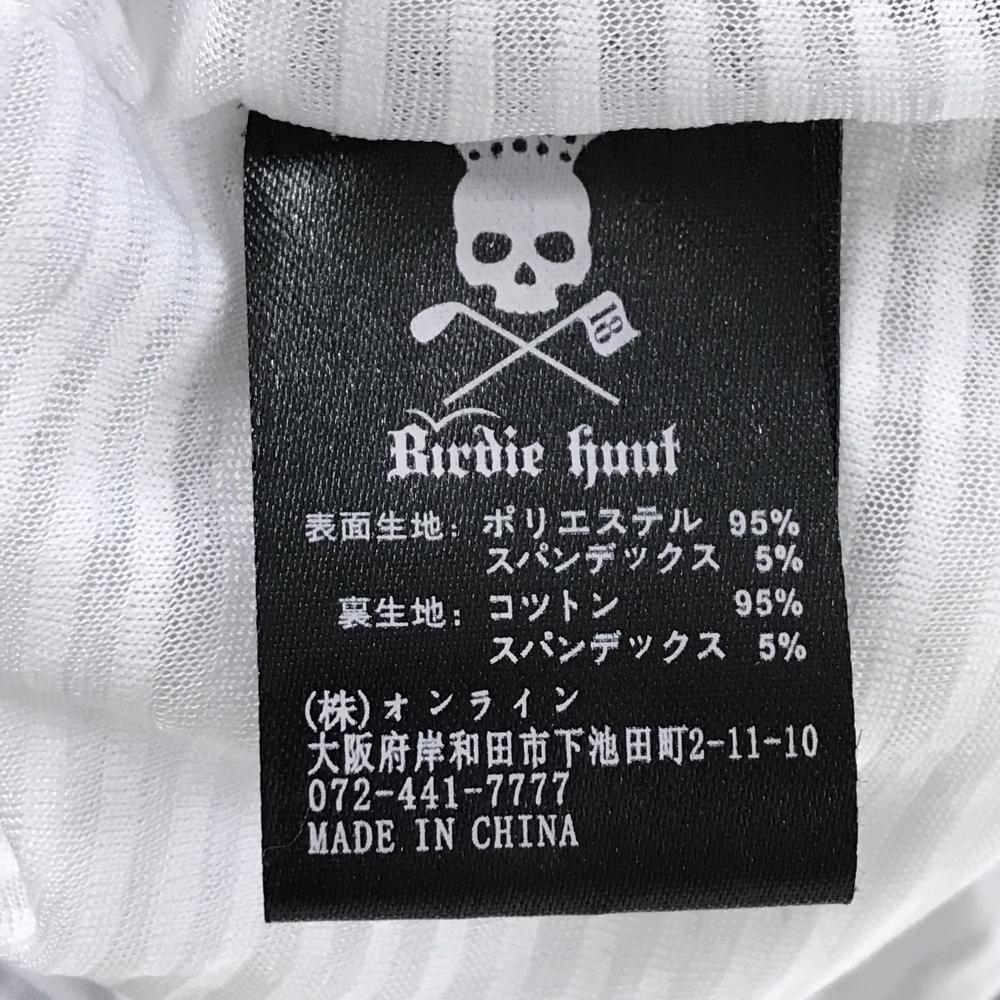 18
Birdie hunt
表面生地: ポリエステル 95%
スパンデックス 5%
裏生地: コツトン 95%
スパンデックス 5%
(株)オンライン
大阪府岸和田市下池田町2-11-10
072-441-7777
MADE IN CHINA